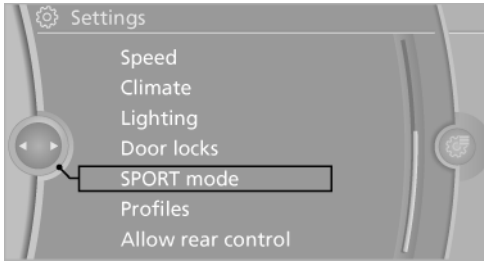 Settings
Speed
Climate
Lighting
Door locks
SPORT mode
Profiles
Allow rear control